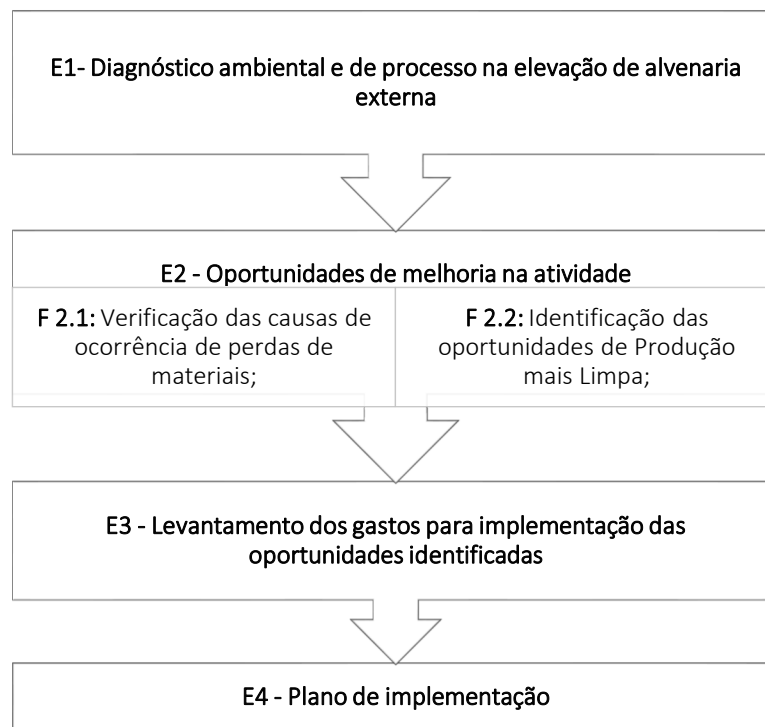 E1- Diagnóstico ambiental e de processo na elevação de alvenaria
externa
E2 - Oportunidades de melhoria na atividade
F 2.1: Verificação das causas de
ocorrência de perdas de
materiais;
F 2.2: Identificação das
oportunidades de Produção
mais Limpa;
E3 - Levantamento dos gastos para implementação das
oportunidades identificadas
E4 - Plano de implementação